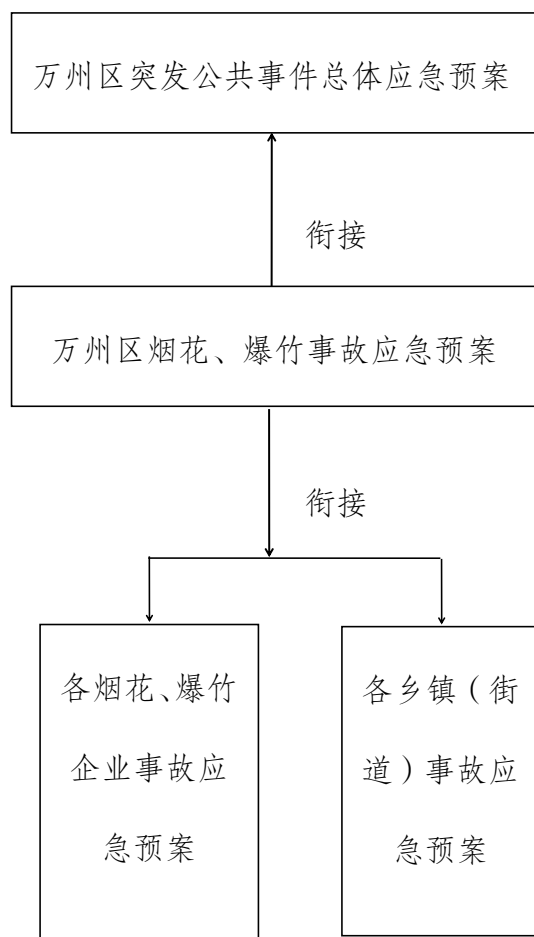 万州区突发公共事件总体应急预案
衔接
万州区烟花、爆竹事故应急预案
衔接
各烟花、爆竹
企业事故应
急预案
各乡镇（街
道）事故应
急预案